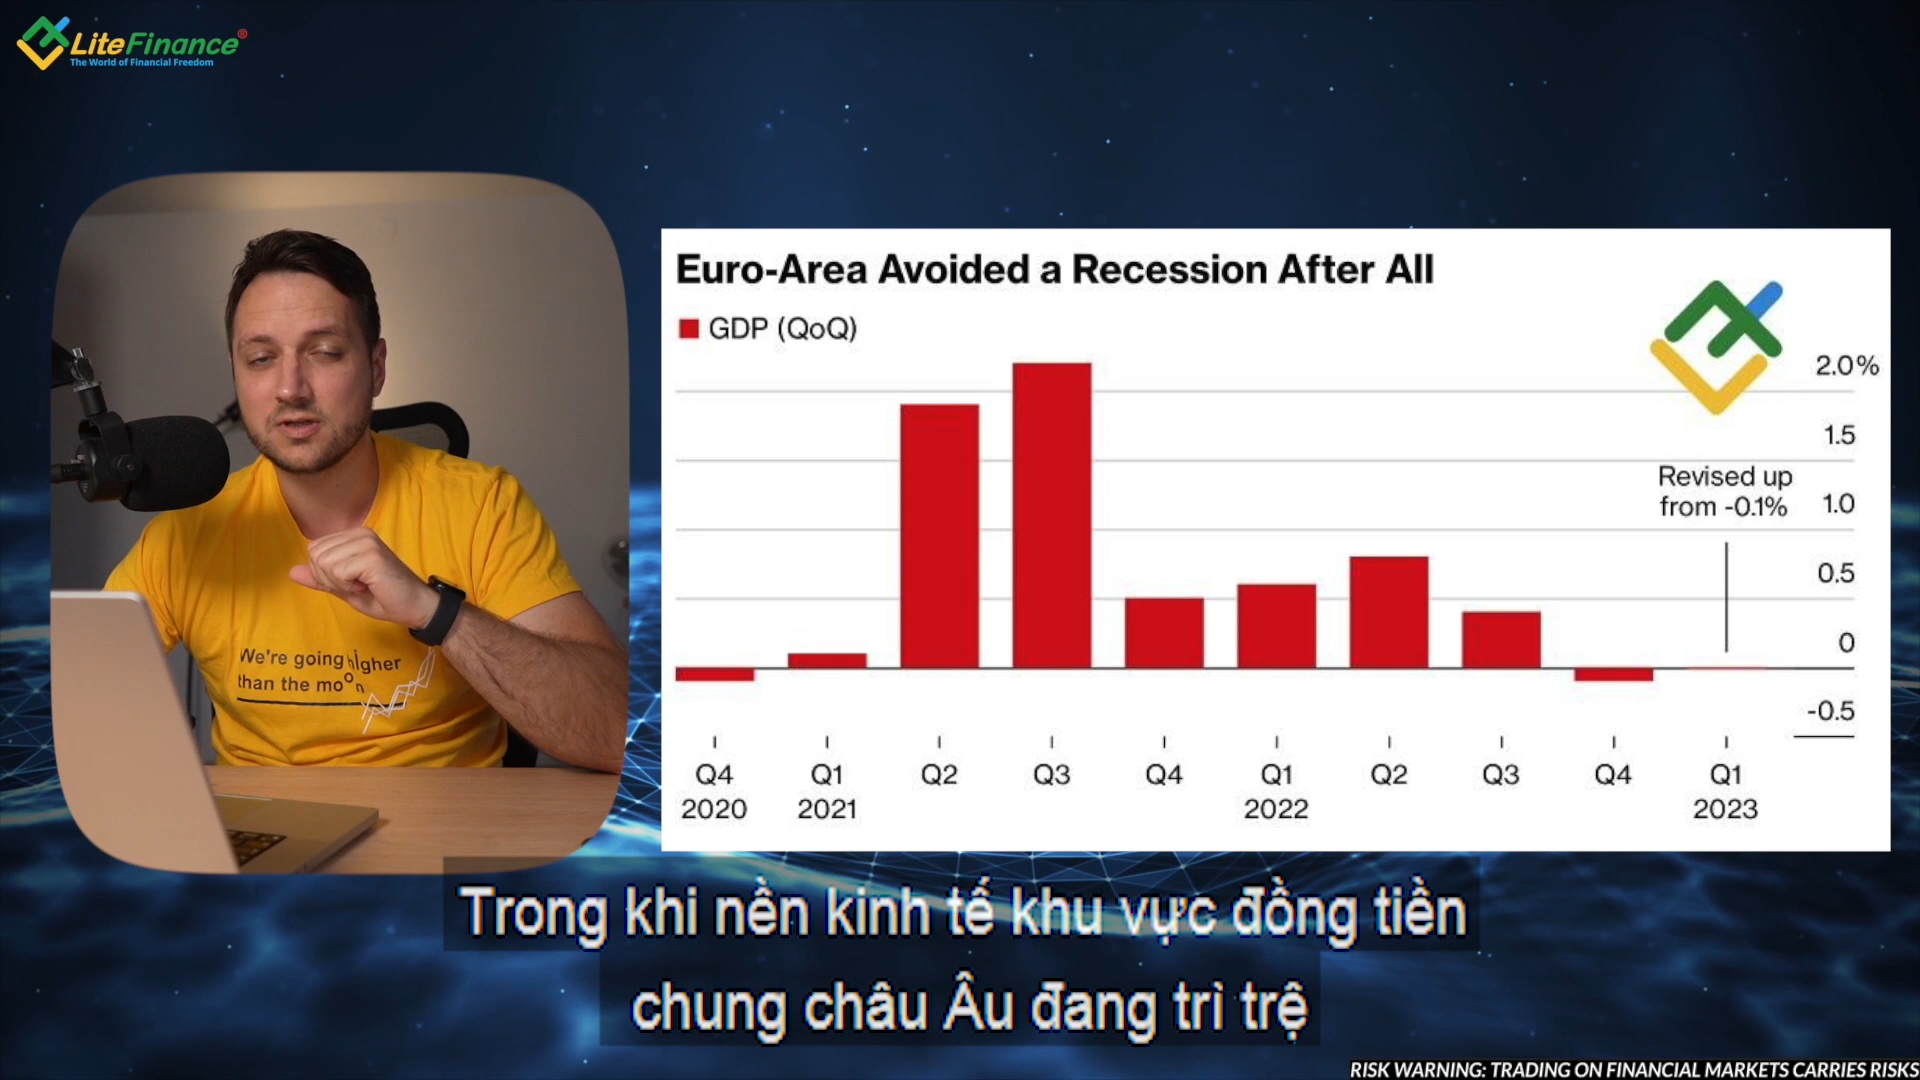 LiteFinance®
The World of Financial Freedom
We're going higher
than the moon
Euro-Area Avoided a Recession After All
GDP (QoQ)
2.0%
1.5
Revised up
from -0.1%
1.0
0.5
0
-0.5
Q4 Q1 Q2 Q3 Q4 Q1 Q2 Q3 Q4 Q1
2020 2021 2022 2023
Trong khi nền kinh tế khu vực đồng tiền
chung châu Âu đang trì trệ
RISK WARNING: TRADING ON FINANCIAL MARKETS CARRIES RISKS